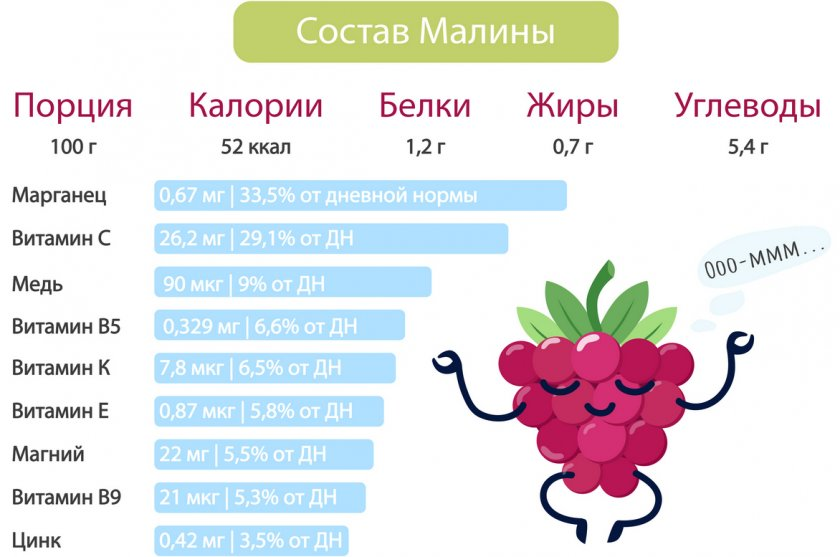 Состав Малины
Порция Калории Белки Жиры Углеводы
100 г 52 ккал 1,2 г 0,7 г 5,4 г
Марганец 0,67 мг | 33,5% от дневной нормы
Витамин C 26,2 мг | 29,1% от ДН
Медь 90 мкг | 9% от ДН
Витамин B5 0,329 мг | 6,6% от ДН
Витамин К 7,8 мкг | 6,5% от ДН
Витамин Е 0,87 мкг | 5,8% от ДН
Магний 22 мг | 5,5% от ДН
Витамин B9 21 мкг | 5,3% от ДН
Цинк 0,42 мг | 3,5% от ДН
ООО-МММ...